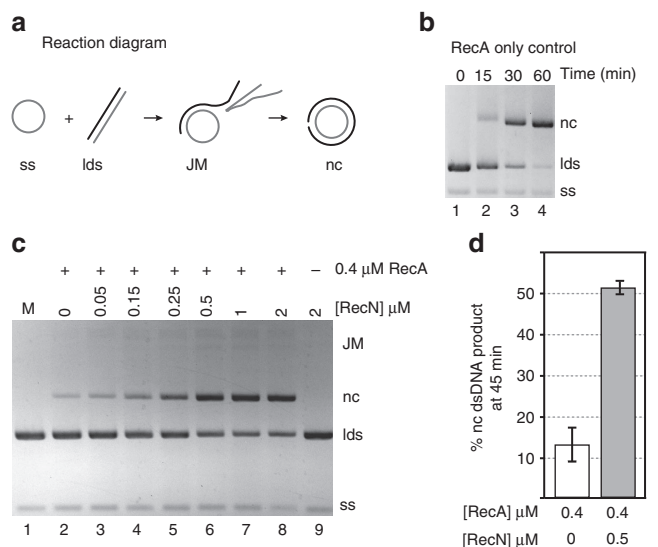 a
Reaction diagram
+
ss
lds
JM
nc
b
RecA only control
0 15 30 60 Time (min)
nc
lds
ss
1 2 3 4
c
+ + + + + + + – 0.4 μM RecA
M 0 0.05 0.15 0.25 0.5 1 2 2 [RecN] μM
JM
nc
lds
ss
1 2 3 4 5 6 7 8 9
d
% nc dsDNA product
at 45 min
50
40
30
20
10
[RecA] μM 0.4 0.4
[RecN] μM 0 0.5